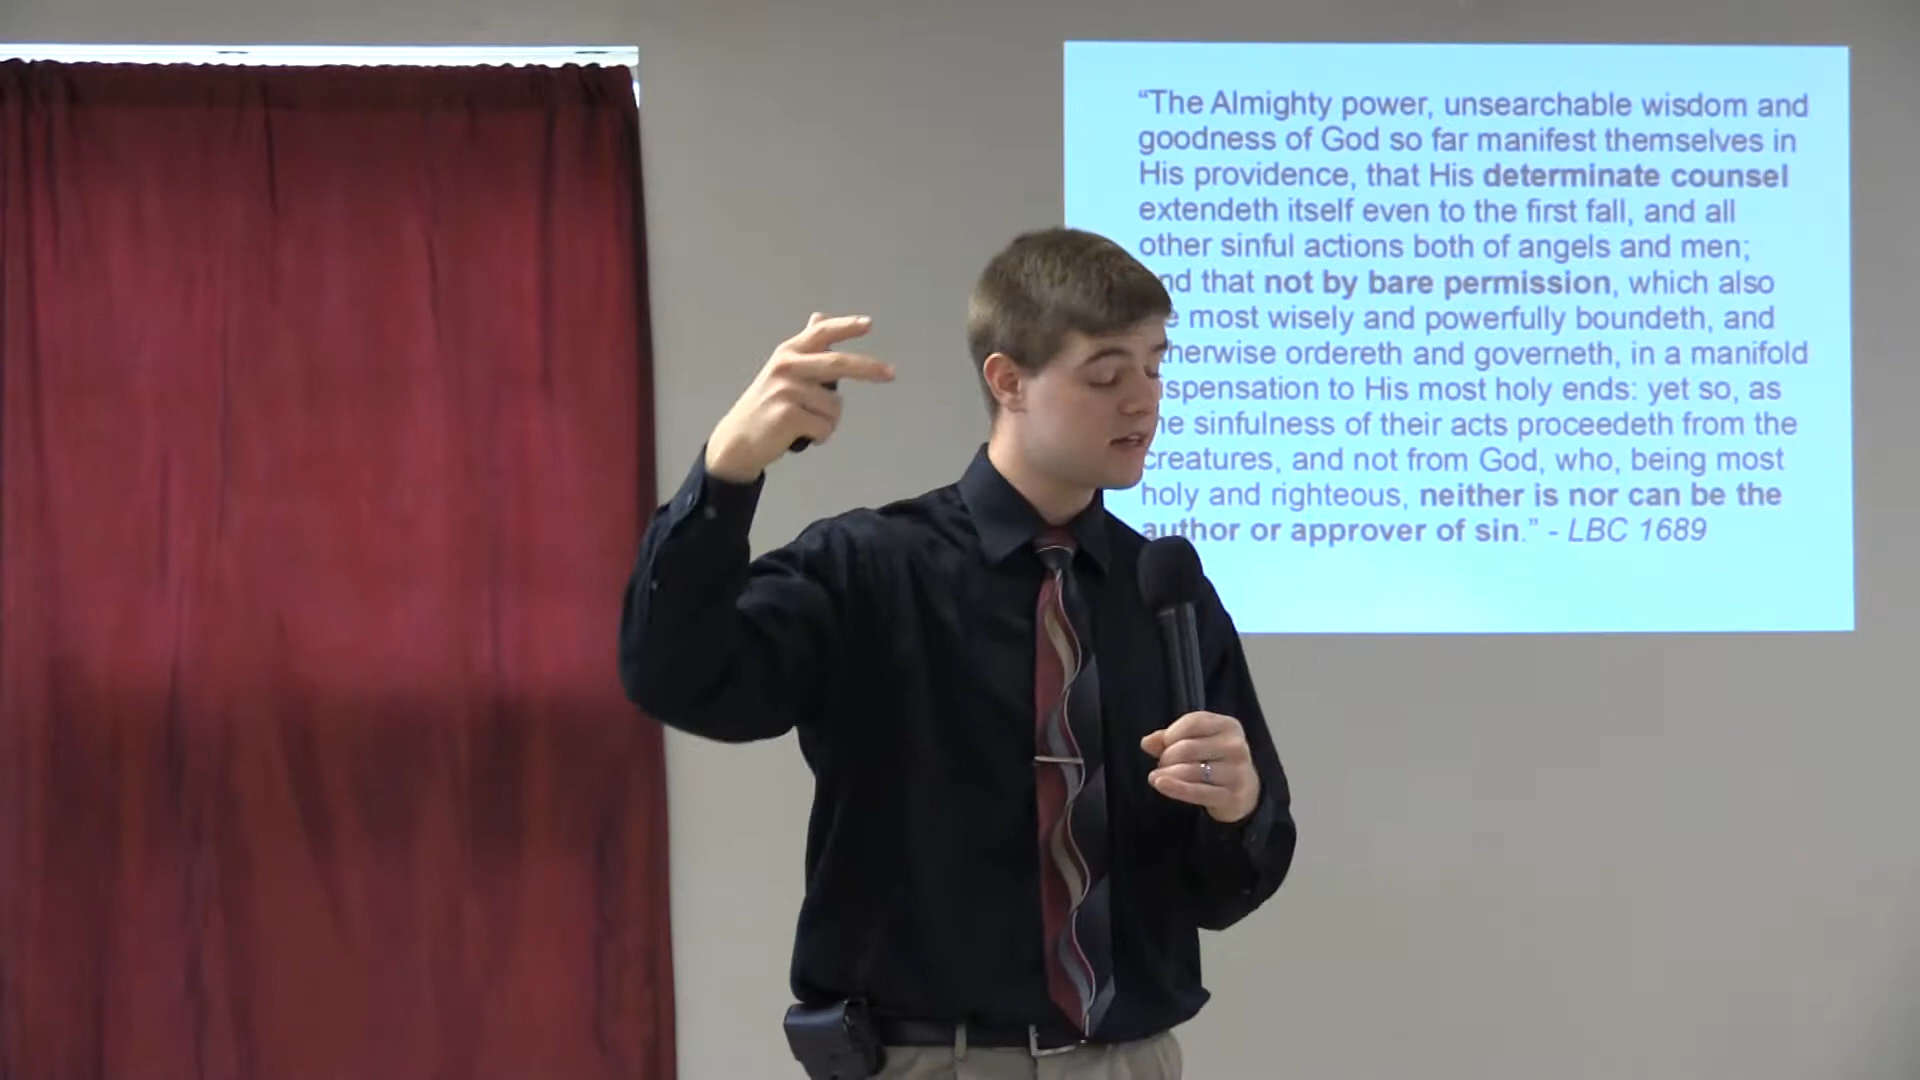 “The Almighty power, unsearchable wisdom and
goodness of God so far manifest themselves in
His providence, that His determinate counsel
extendeth itself even to the first fall, and all
other sinful actions both of angels and men;
nd that not by bare permission, which also
e most wisely and powerfully boundeth, and
herwise ordereth and governeth, in a manifold
ispensation to His most holy ends: yet so, as
he sinfulness of their acts proceedeth from the
creatures, and not from God, who, being most
holy and righteous, neither is nor can be the
author or approver of sin.” - LBC 1689